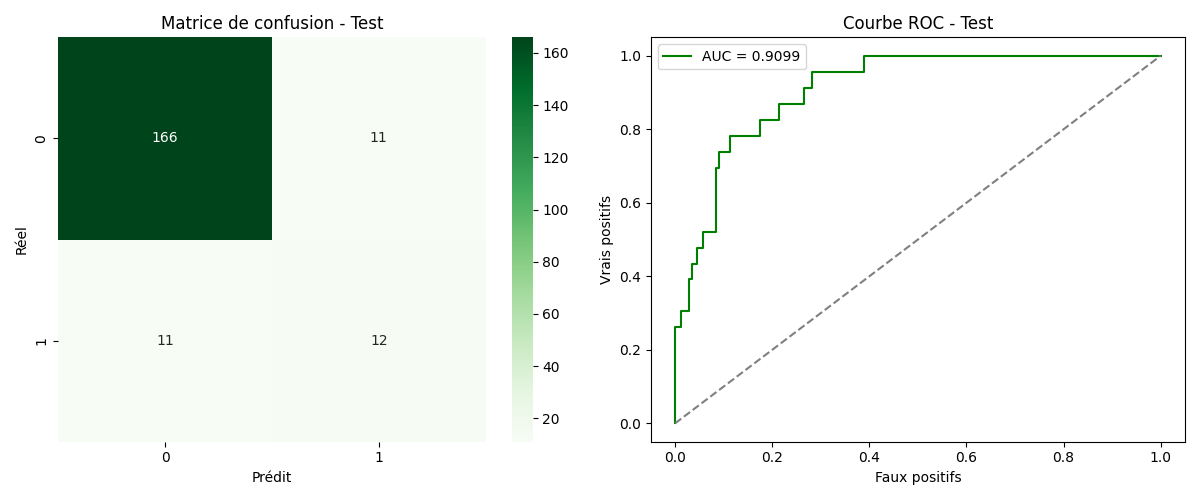 Matrice de confusion - Test
166 11
11 12
0
1
Réel
0 1
Prédit
160
140
120
100
80
60
40
20
Courbe ROC - Test
AUC = 0.9099
1.0
0.8
0.6
0.4
0.2
0.0
Vrais positifs
0.0 0.2 0.4 0.6 0.8 1.0
Faux positifs